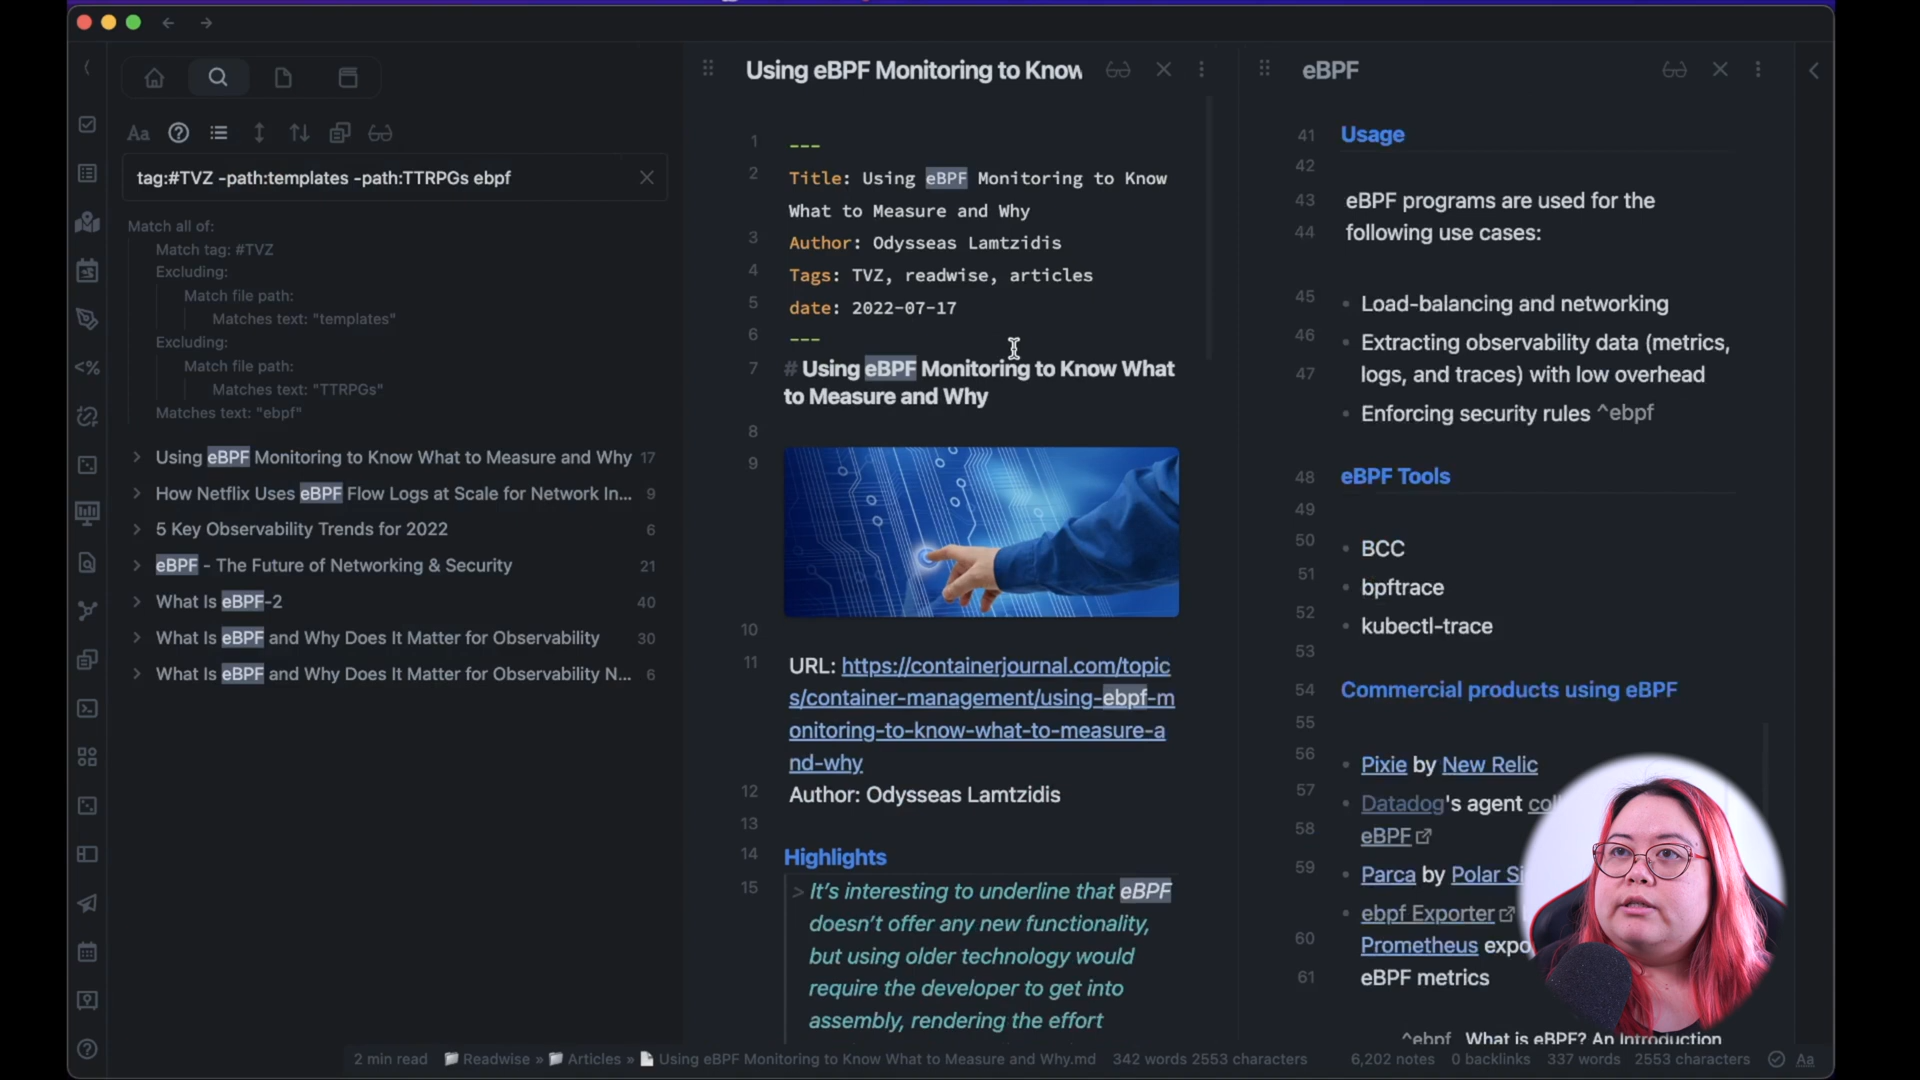 Aa
tag:#TVZ -path:templates -path:TTRPGs ebpf
Match all of:
Match tag: #TVZ
Excluding:
Match file path:
Matches text: "templates"
Excluding:
Match file path:
Matches text: "TTRPGs"
Matches text: "ebpf"
Using eBPF Monitoring to Know What to Measure and Why 17
How Netflix Uses eBPF Flow Logs at Scale for Network In... 9
5 Key Observability Trends for 2022 6
eBPF - The Future of Networking & Security 21
What Is eBPF-2 40
What Is eBPF and Why Does It Matter for Observability 30
What Is eBPF and Why Does It Matter for Observability N... 6
Using eBPF Monitoring to Know
1 ---
2 Title: Using eBPF Monitoring to Know
What to Measure and Why
3 Author: Odysseas Lamtzidis
4 Tags: TVZ, readwise, articles
5 date: 2022-07-17
6 ---
7 # Using eBPF Monitoring to Know What
to Measure and Why
8
9
10
11 URL: https://containerjournal.com/topic
s/container-management/using-ebpf-m
onitoring-to-know-what-to-measure-a
nd-why
12 Author: Odysseas Lamtzidis
13
14 Highlights
15 > It's interesting to underline that eBPF
doesn't offer any new functionality,
but using older technology would
require the developer to get into
assembly, rendering the effort
eBPF
41 Usage
42
43 eBPF programs are used for the
44 following use cases:
45 Load-balancing and networking
46 Extracting observability data (metrics,
47 logs, and traces) with low overhead
Enforcing security rules ^ebpf
48 eBPF Tools
49
50 BCC
51 bpftrace
52 kubectl-trace
53
54 Commercial products using eBPF
55
56 Pixie by New Relic
57 Datadog's agent
58 eBPF
59 Parca by Polar
ebpf Exporter
60 Prometheus
61 eBPF metrics
^ebpf What is eBPF? An Introduction
2 min read Readwise » Articles » Using eBPF Monitoring to Know What to Measure and Why.md 342 words 2553 characters 6,202 notes 0 backlinks 337 words 2553 characters Aa